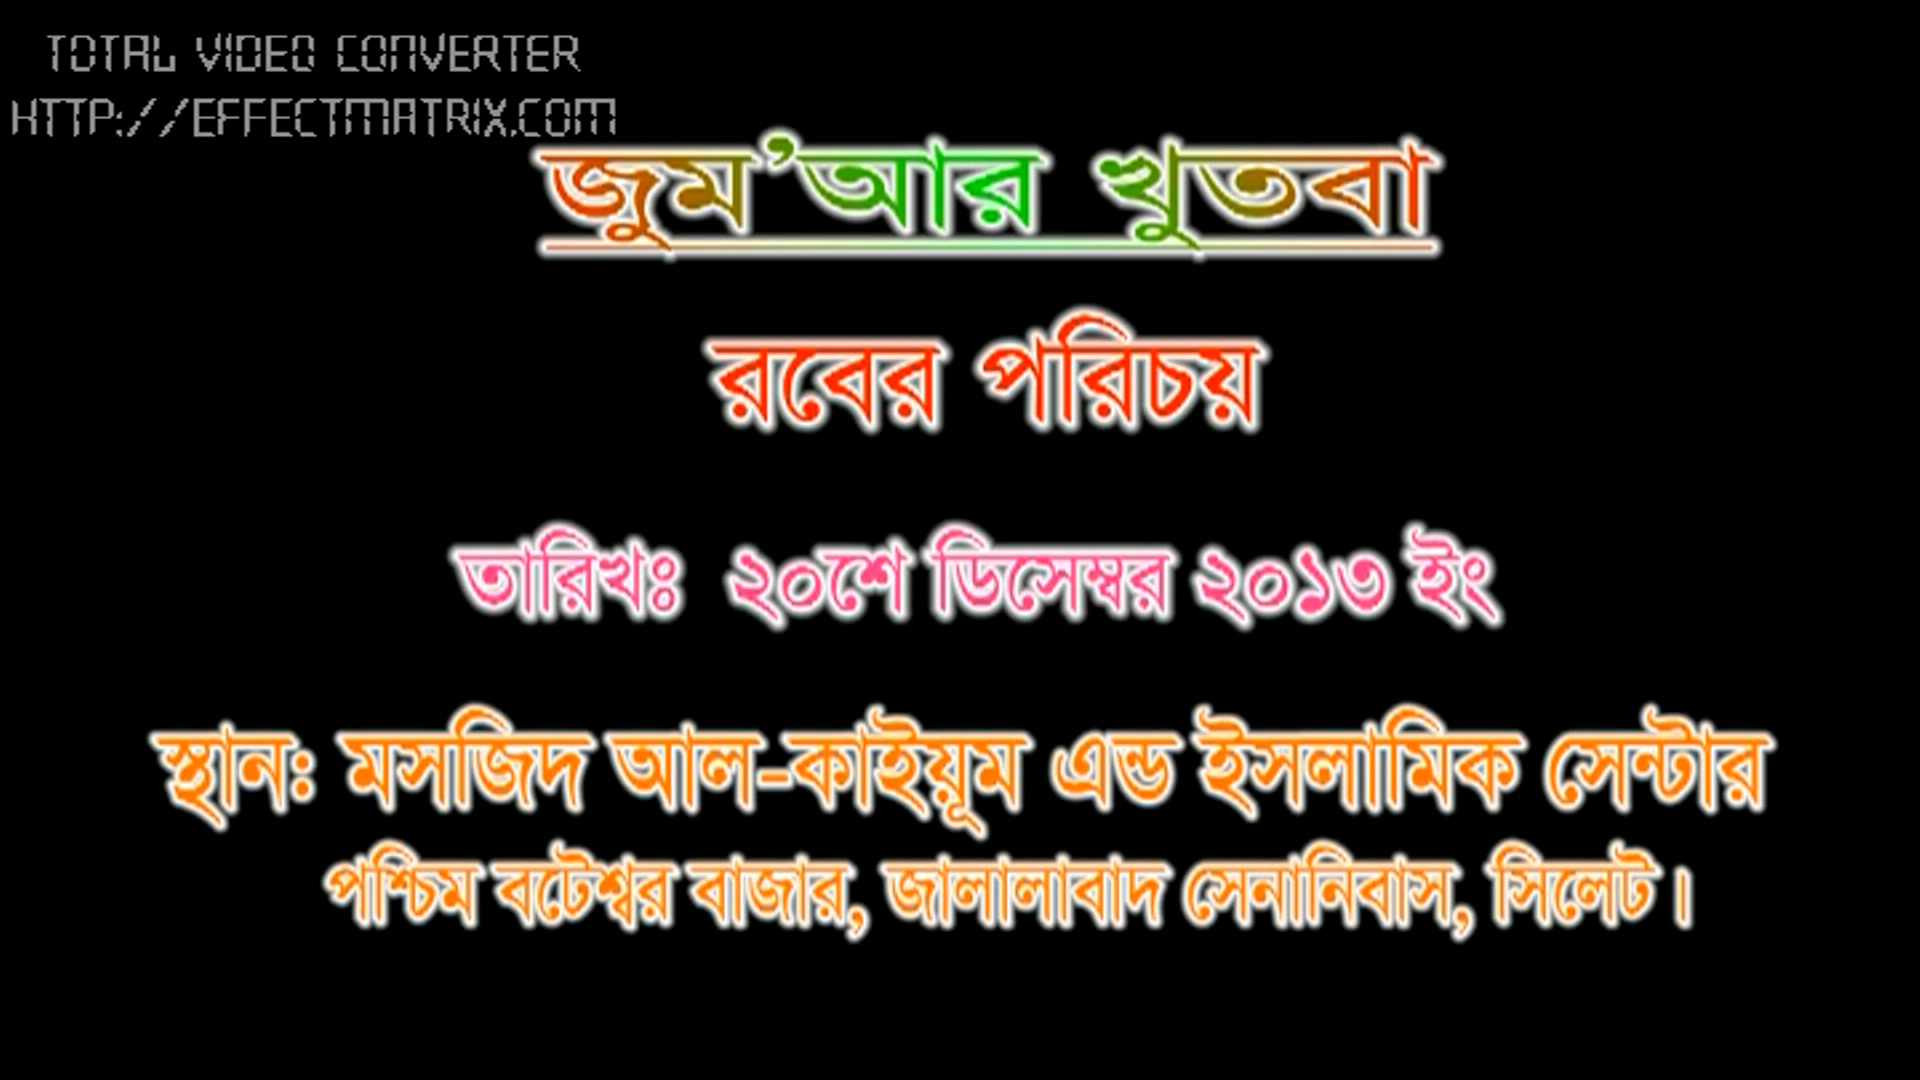 TOTAL VIDEO CONVERTER
HTTP://EFFECTMATRIX.COM
জুম’আর খুতবা
রবের পরিচয়
তারিখঃ ২০শে ডিসেম্বর ২০১৩ ইং
স্থানঃ মসজিদ আল-কাইয়ূম এন্ড ইসলামিক সেন্টার
পশ্চিম বটেশ্বর বাজার, জালালাবাদ সেনানিবাস, সিলেট।